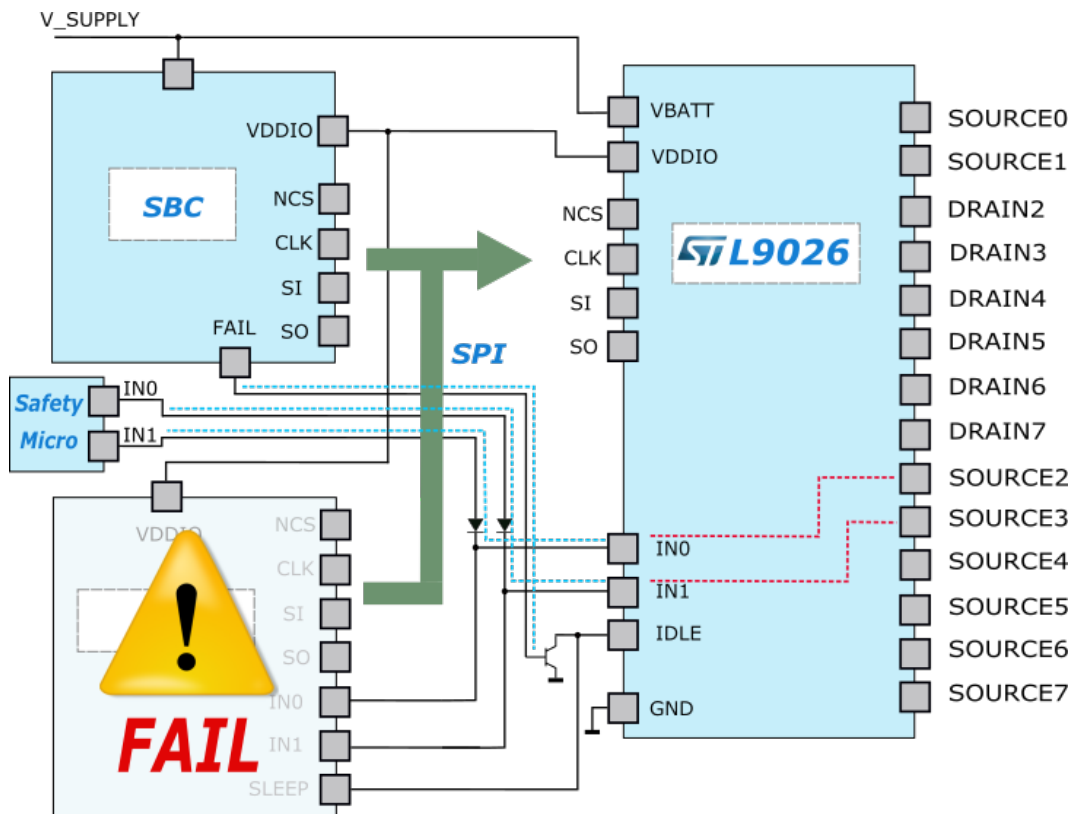 V_SUPPLY
VDDIO
SBC
NCS
CLK
SI
SO
FAIL
Safety
Micro
IN0
IN1
SPI
VDDIO
NCS
CLK
SI
SO
IN0
IN1
SLEEP
FAIL
VBATT
VDDIO
NCS
CLK
SI
SO
ST L9026
IN0
IN1
IDLE
GND
SOURCE0
SOURCE1
DRAIN2
DRAIN3
DRAIN4
DRAIN5
DRAIN6
DRAIN7
SOURCE2
SOURCE3
SOURCE4
SOURCE5
SOURCE6
SOURCE7